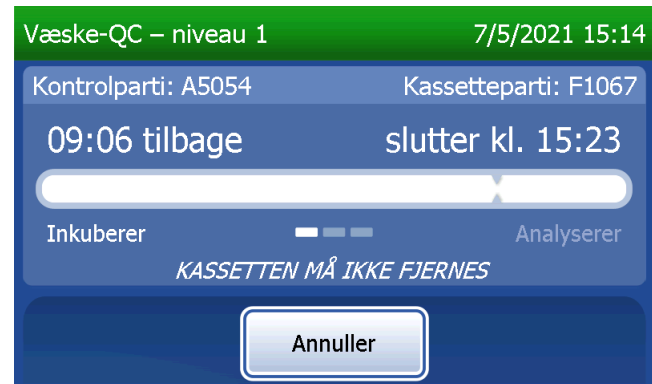 Væske-QC – niveau 1 7/5/2021 15:14
Kontrolparti: A5054 Kassetteparti: F1067
09:06 tilbage slutter kl. 15:23
Inkuberer Analyserer
KASSETTEN MÅ IKKE FJERNES
Annuller